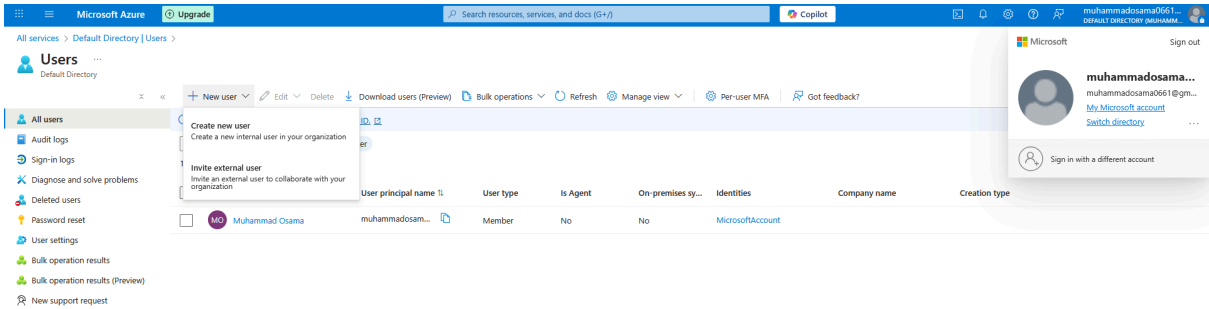 Microsoft Azure
Upgrade
Search resources, services, and docs (G+/)
Copilot
muhammadosama0661...
DEFAULT DIRECTORY (MUHAMM...
All services > Default Directory | Users >
Users ...
Default Directory
Microsoft
Sign out
muhammadosama...
muhammadosama0661@gm...
My Microsoft account
Switch directory
...
Sign in with a different account
New user
Edit
Delete
Download users (Preview)
Bulk operations
Refresh
Manage view
Per-user MFA
Got feedback?
Create new user
Create a new internal user in your organization
Invite external user
Invite an external user to collaborate with your
organization
ID.
er
All users
Audit logs
Sign-in logs
Diagnose and solve problems
Deleted users
Password reset
User settings
Bulk operation results
Bulk operation results (Preview)
New support request
User principal name
User type
Is Agent
On-premises sy...
Identities
Company name
Creation type
MO
Muhammad Osama
muhammadosam...
Member
No
No
MicrosoftAccount